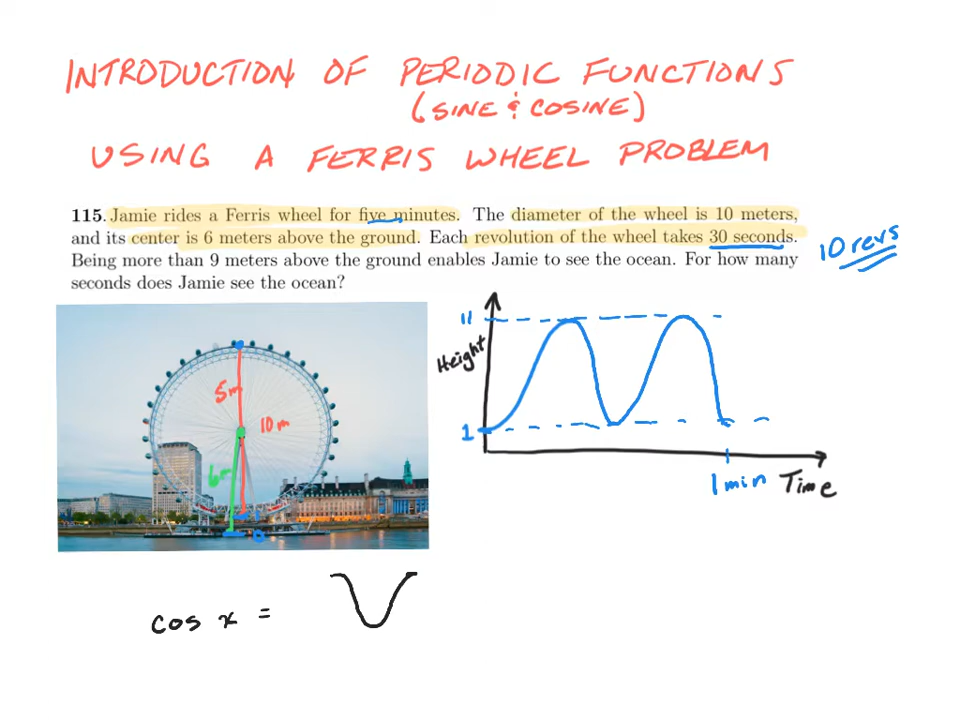 INTRODUCTION OF PERIODIC FUNCTIONS
(SINE & COSINE)
USING A FERRIS WHEEL PROBLEM
115. Jamie rides a Ferris wheel for five minutes. The diameter of the wheel is 10 meters,
and its center is 6 meters above the ground. Each revolution of the wheel takes 30 seconds.
Being more than 9 meters above the ground enables Jamie to see the ocean. For how many
seconds does Jamie see the ocean?
10 revs
11
Height
1
1 min Time
5m
10 m
6m
1
0
cos x =